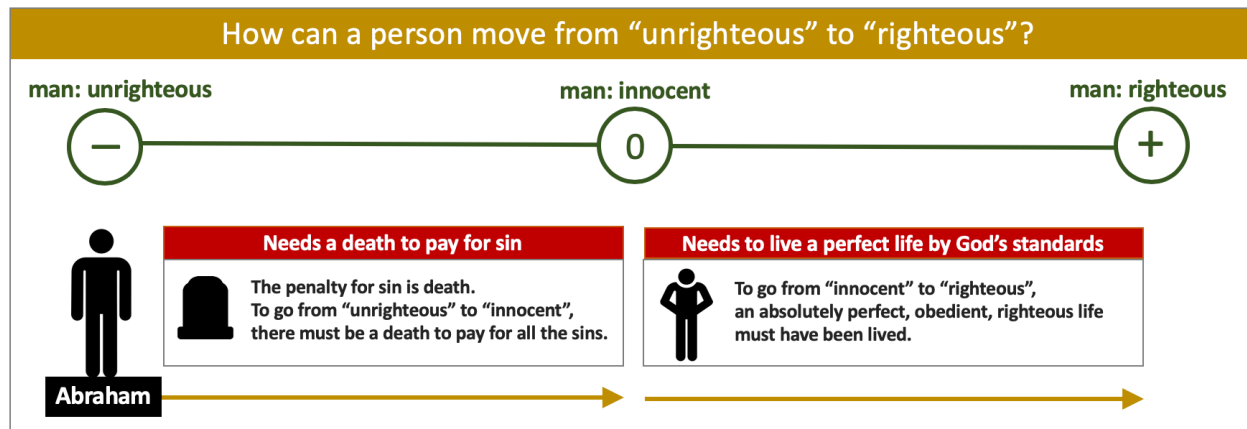 How can a person move from “unrighteous” to “righteous”?
man: unrighteous
man: innocent
man: righteous
−
0
+
Needs a death to pay for sin
The penalty for sin is death.
To go from “unrighteous” to “innocent”,
there must be a death to pay for all the sins.
Needs to live a perfect life by God’s standards
To go from “innocent” to “righteous”,
an absolutely perfect, obedient, righteous life
must have been lived.
Abraham